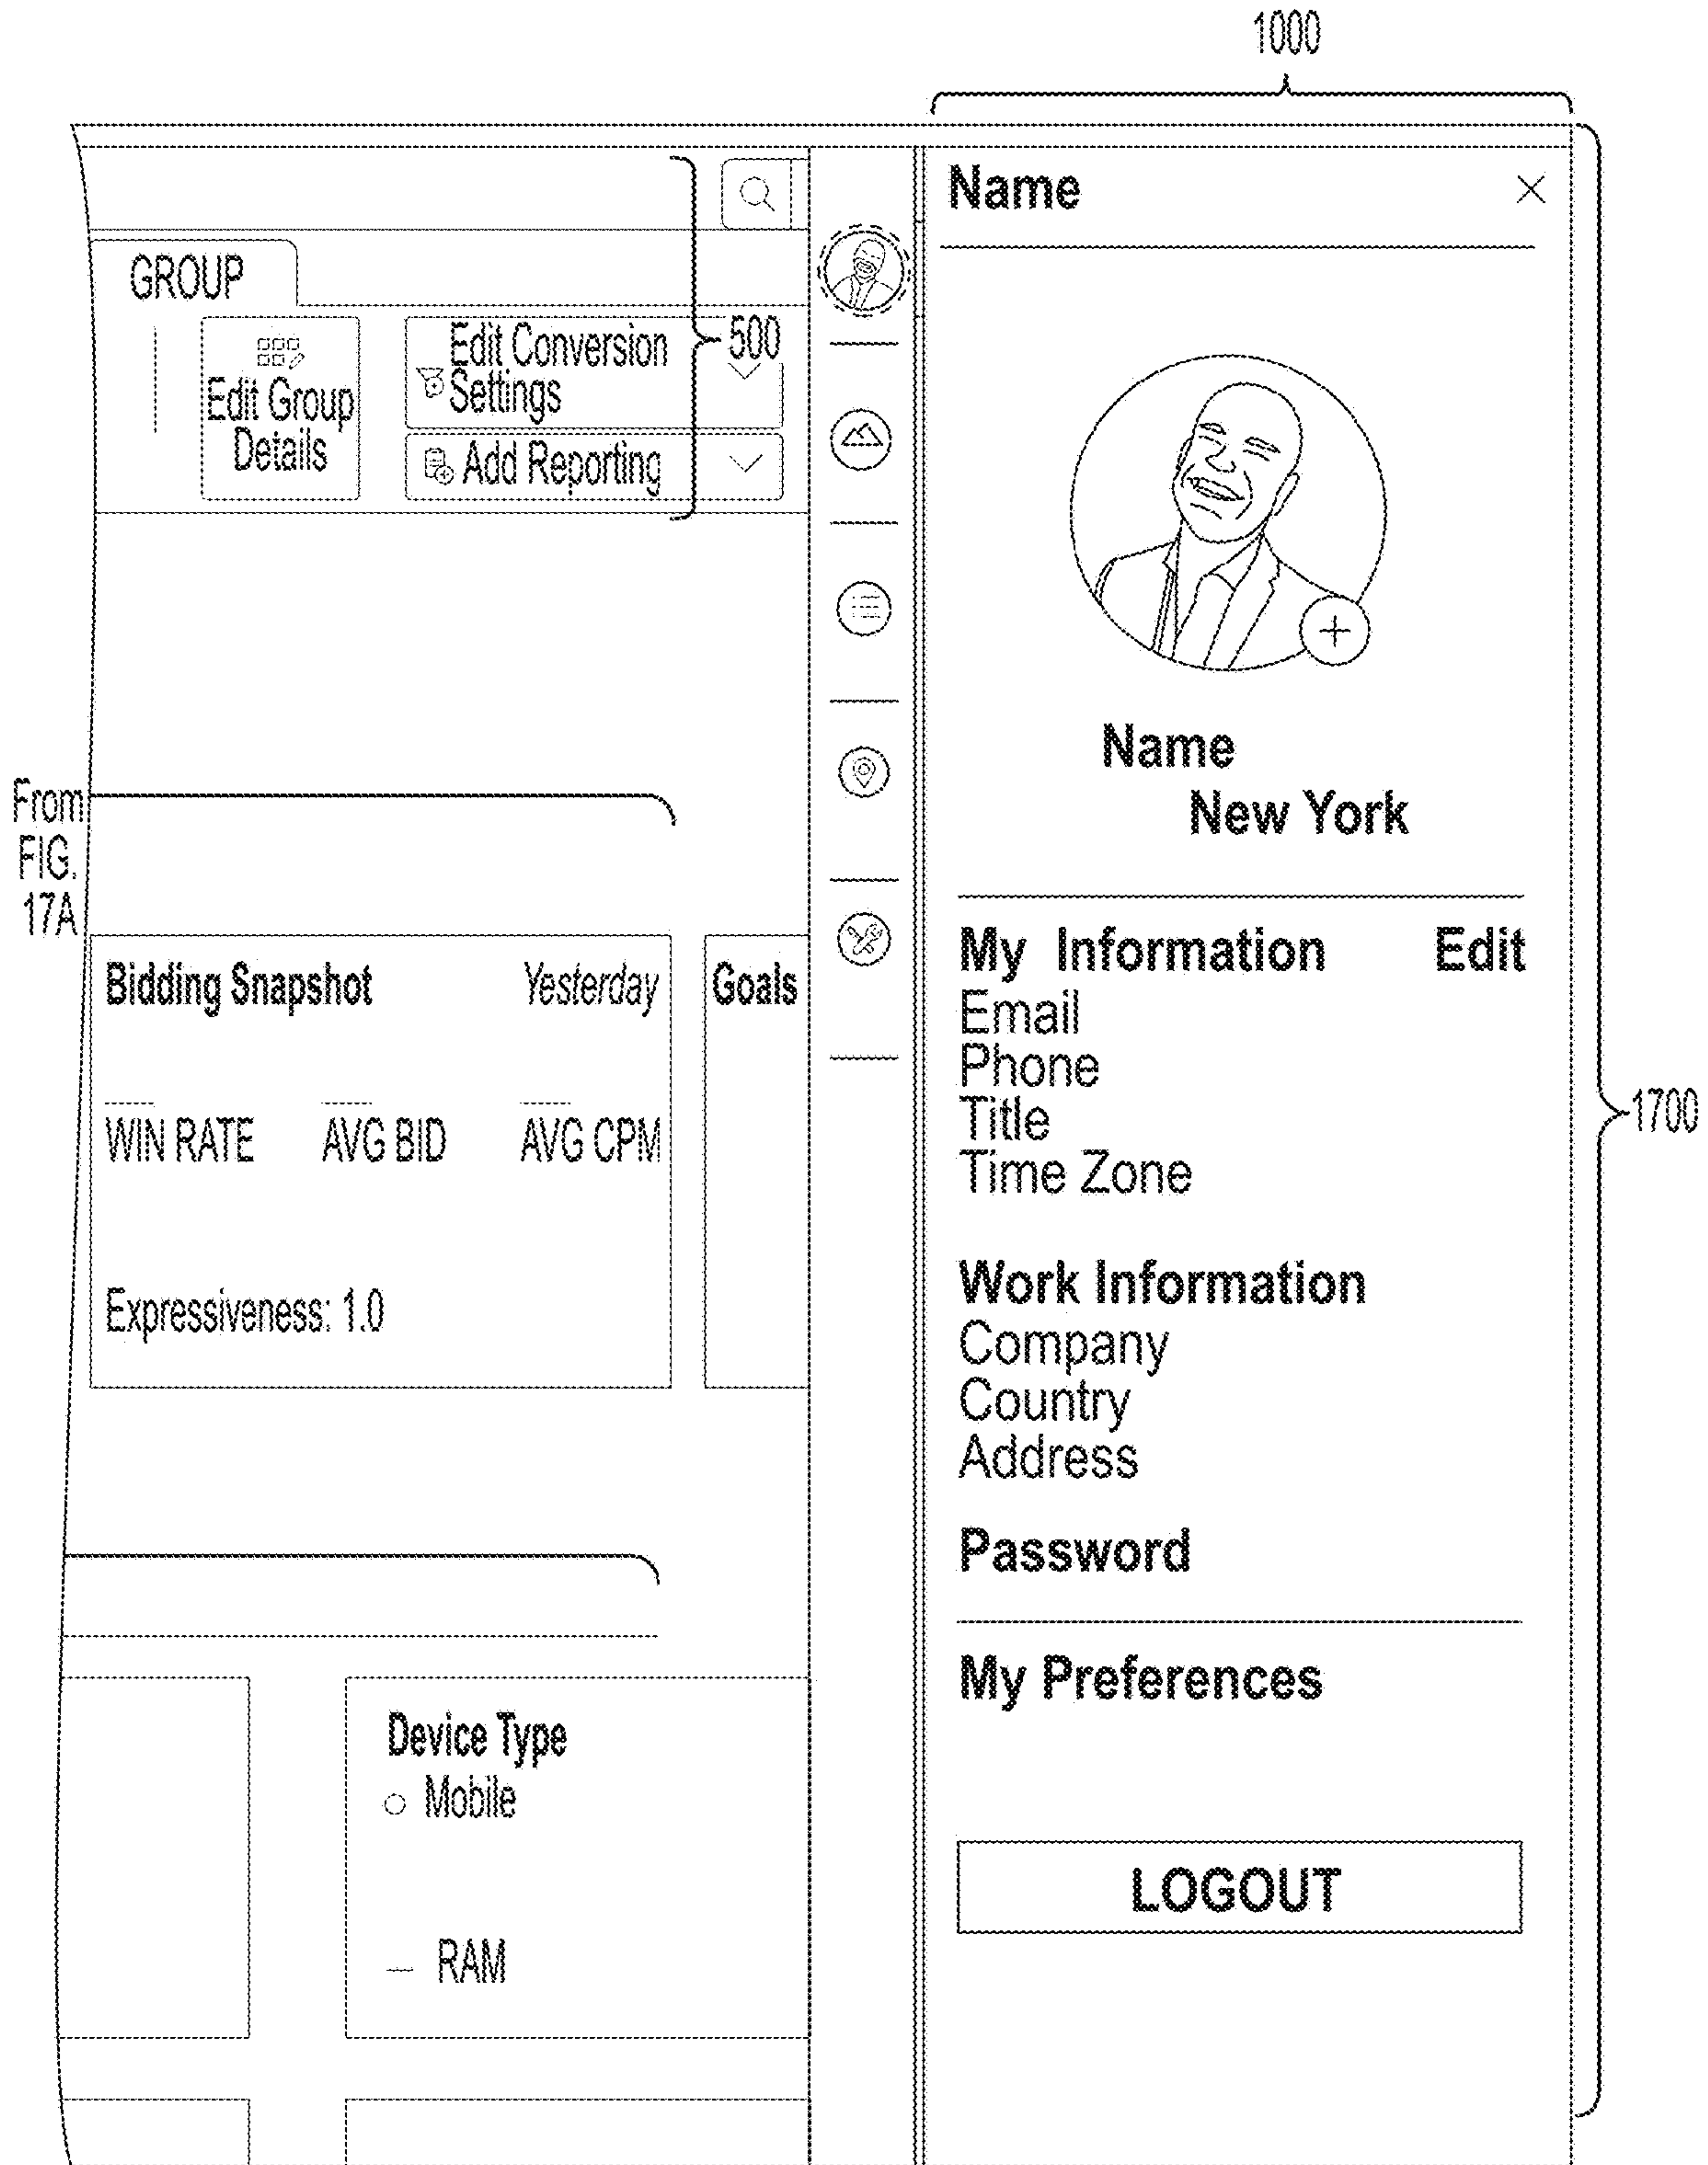 1000
Name
GROUP
500
Edit Group
Details
Edit Conversion
Settings
Add Reporting
Name
New York
From
FIG.
17A
Bidding Snapshot Yesterday
WIN RATE AVG BID AVG CPM
Expressiveness: 1.0
Goals
My Information Edit
Email
Phone
Title
Time Zone
1700
Work Information
Company
Country
Address
Password
My Preferences
Device Type
Mobile
RAM
LOGOUT